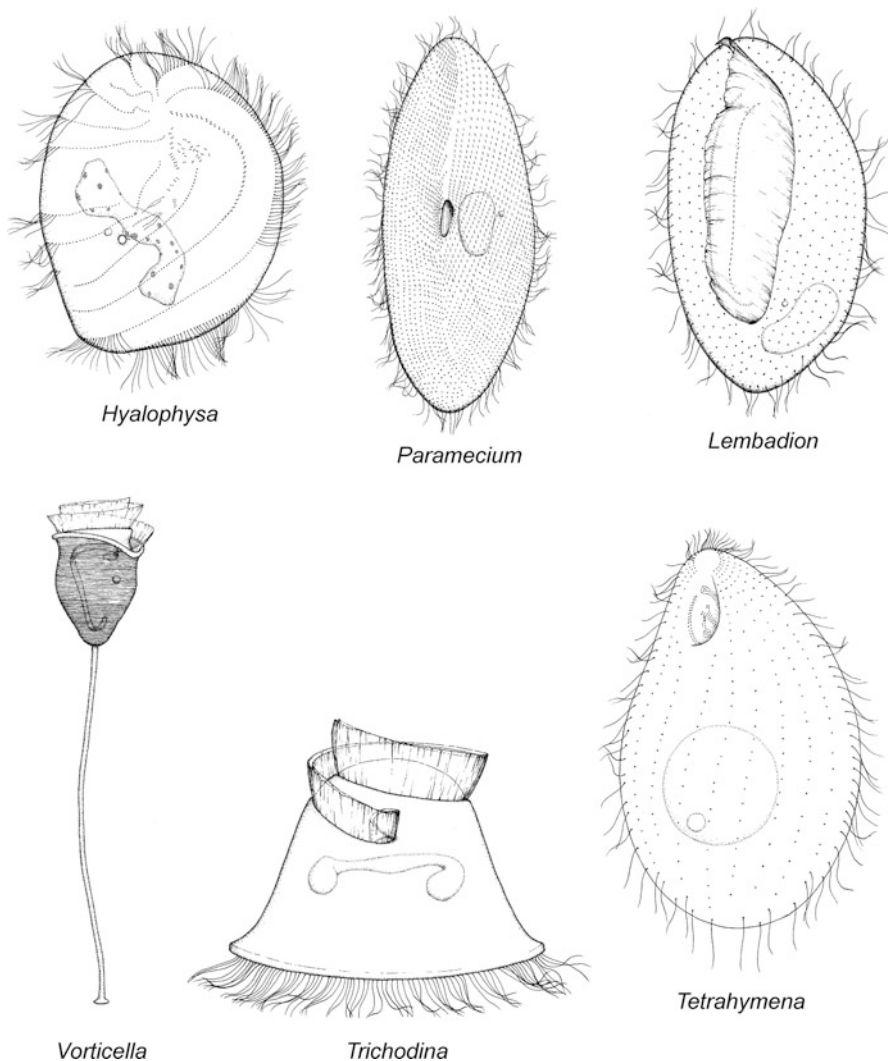 Hyalophysa
Paramecium
Lembadion
Vorticella
Trichodina
Tetrahymena